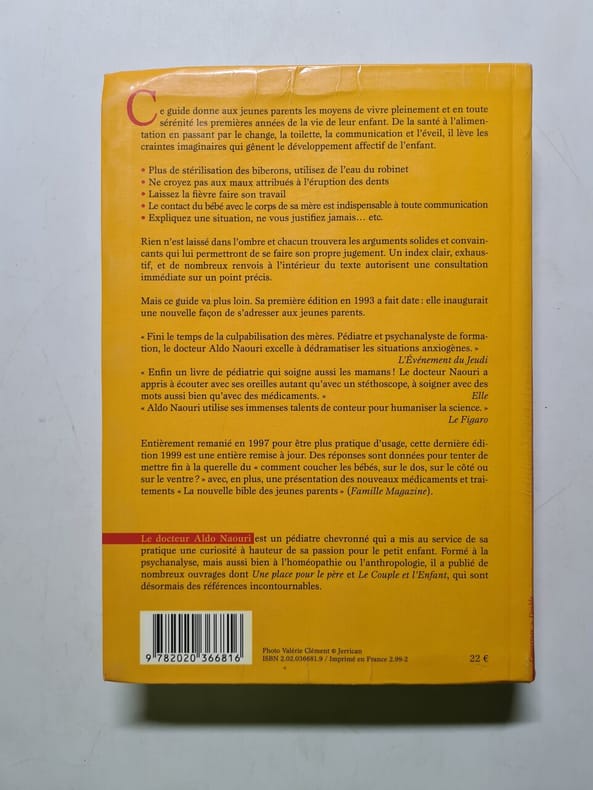 Ce guide donne aux jeunes parents les moyens de vivre pleinement et en toute
sérénité les premières années de la vie de leur enfant. De la santé à l'alimen-
tation en passant par le change, la toilette, la communication et l'éveil, il lève les
craintes imaginaires qui gênent le développement affectif de l'enfant.
• Plus de stérilisation des biberons, utilisez de l'eau du robinet
• Ne croyez pas aux maux attribués à l'éruption des dents
• Laissez la fièvre faire son travail
• Le contact du bébé avec le corps de sa mère est indispensable à toute communication
• Expliquez une situation, ne vous justifiez jamais… etc.
Rien n'est laissé dans l'ombre et chacun trouvera les arguments solides et convain-
cants qui lui permettront de se faire son propre jugement. Un index clair, exhaus-
tif, et de nombreux renvois à l'intérieur du texte autorisent une consultation
immédiate sur un point précis.
Mais ce guide va plus loin. Sa première édition en 1993 a fait date : elle inaugurait
une nouvelle façon de s'adresser aux jeunes parents.
« Fini le temps de la culpabilisation des mères. Pédiatre et psychanalyste de forma-
tion, le docteur Aldo Naouri excelle à dédramatiser les situations anxiogènes. »
L'Événement du Jeudi
« Enfin un livre de pédiatrie qui soigne aussi les mamans ! Le docteur Naouri a
appris à écouter avec ses oreilles autant qu'avec un stéthoscope, à soigner avec des
mots aussi bien qu'avec des médicaments. » Elle
« Aldo Naouri utilise ses immenses talents de conteur pour humaniser la science. »
Le Figaro
Entièrement remanié en 1997 pour être plus pratique d'usage, cette dernière édi-
tion 1999 est une entière remise à jour. Des réponses sont données pour tenter de
mettre fin à la querelle du « comment coucher les bébés, sur le dos, sur le côté ou
sur le ventre ? » avec, en plus, une présentation des nouveaux médicaments et trai-
tements « La nouvelle bible des jeunes parents » (Famille Magazine).
Le docteur Aldo Naouri est un pédiatre chevronné qui a mis au service de sa
pratique une curiosité à hauteur de sa passion pour le petit enfant. Formé à la
psychanalyse, mais aussi bien à l'homéopathie ou l'anthropologie, il a publié de
nombreux ouvrages dont Une place pour le père et Le Couple et l'Enfant, qui sont
désormais des références incontournables.
9 782020 366816
Photo Valérie Clément © Jerrican
ISBN 2.02.036681.9 / Imprimé en France 2.99-2
22 €